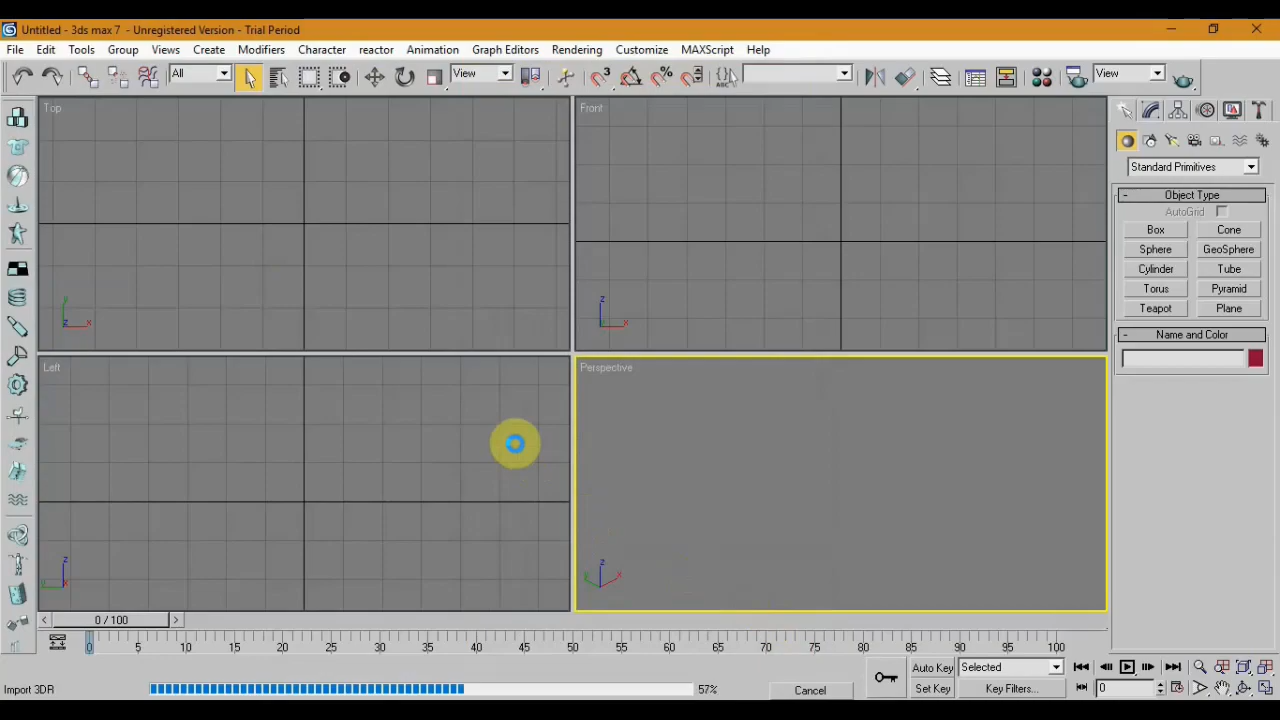 Untitled - 3ds max 7 - Unregistered Version - Trial Period
File Edit Tools Group Views Create Modifiers Character reactor Animation Graph Editors Rendering Customize MAXScript Help
All View 3 % ABC View
Top Front
Standard Primitives
- Object Type
AutoGrid
Box Cone
Sphere GeoSphere
Cylinder Tube
Torus Pyramid
Teapot Plane
y z
z x x
- Name and Color
Left Perspective
z z
y x y x
< 0 / 100 >
0 5 10 15 20 25 30 35 40 45 50 55 60 65 70 75 80 85 90 95 100
Auto Key Selected
Import 3DR 57% Cancel Set Key Key Filters... 0